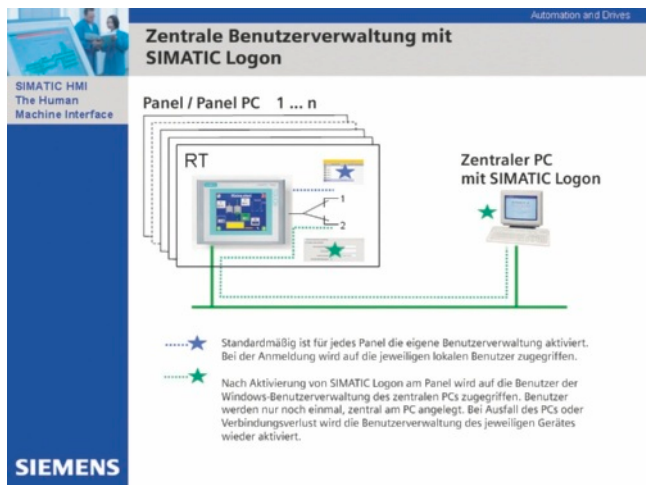 Automation and Drives
Zentrale Benutzerverwaltung mit
SIMATIC Logon
SIMATIC HMI
The Human
Machine Interface
Panel / Panel PC 1 ... n
RT
1
2
Zentraler PC
mit SIMATIC Logon
Standardmäßig ist für jedes Panel die eigene Benutzerverwaltung aktiviert.
Bei der Anmeldung wird auf die jeweiligen lokalen Benutzer zugegriffen.
Nach Aktivierung von SIMATIC Logon am Panel wird auf die Benutzer der
Windows-Benutzerverwaltung des zentralen PCs zugegriffen. Benutzer
werden nur noch einmal, zentral am PC angelegt. Bei Ausfall des PCs oder
Verbindungsverlust wird die Benutzerverwaltung des jeweiligen Gerätes
wieder aktiviert.
SIEMENS